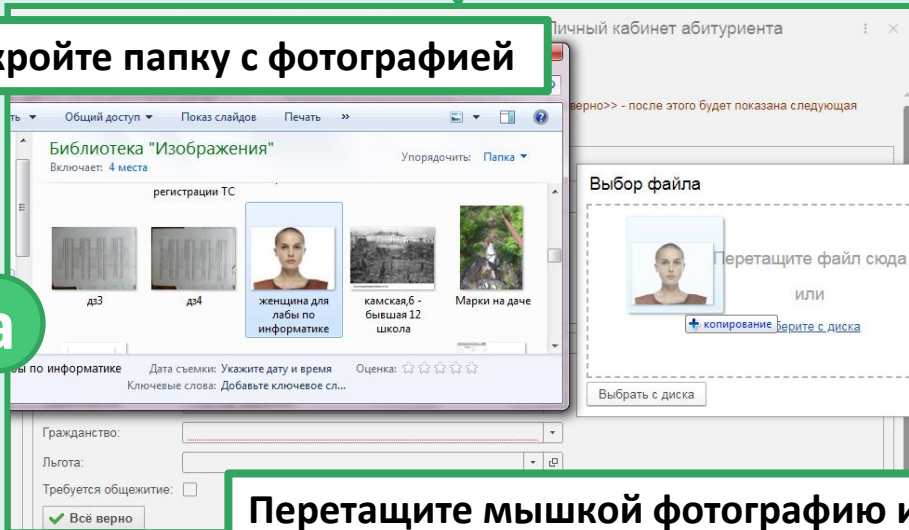 Личный кабинет абитуриента
кройте папку с фотографией
верно>> - после этого будет показана следующая
ть Общий доступ Показ слайдов Печать »
Библиотека "Изображения"
Включает: 4 места
Упорядочить: Папка
регистрации ТС
дз3
дз4
женщина для
лабы по
информатике
камская,6 -
бывшая 12
школа
Марки на даче
а
бы по информатике Дата съемки: Укажите дату и время Оценка:
Ключевые слова: Добавьте ключевое сл...
Выбор файла
Перетащите файл сюда
или
копирование берите с диска
Выбрать с диска
Гражданство:
Льгота:
Требуется общежитие:
Всё верно
Перетащите мышкой фотографию и